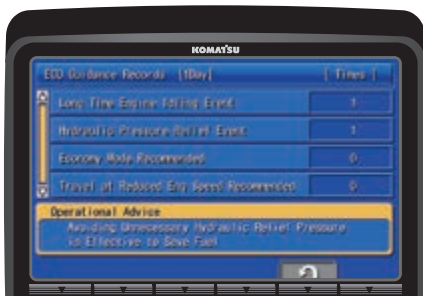 KOMATSU
ECO Guidance Records [1Day] [ Times ]
Long Time Engine Idling Event 1
Hydraulic Pressure Relief Event 1
Economy Mode Recommended 0
Travel at Reduced Eng Speed Recommended 0
Operational Advice
Avoiding Unnecessary Hydraulic Relief Pressure
is Effective to Save Fuel